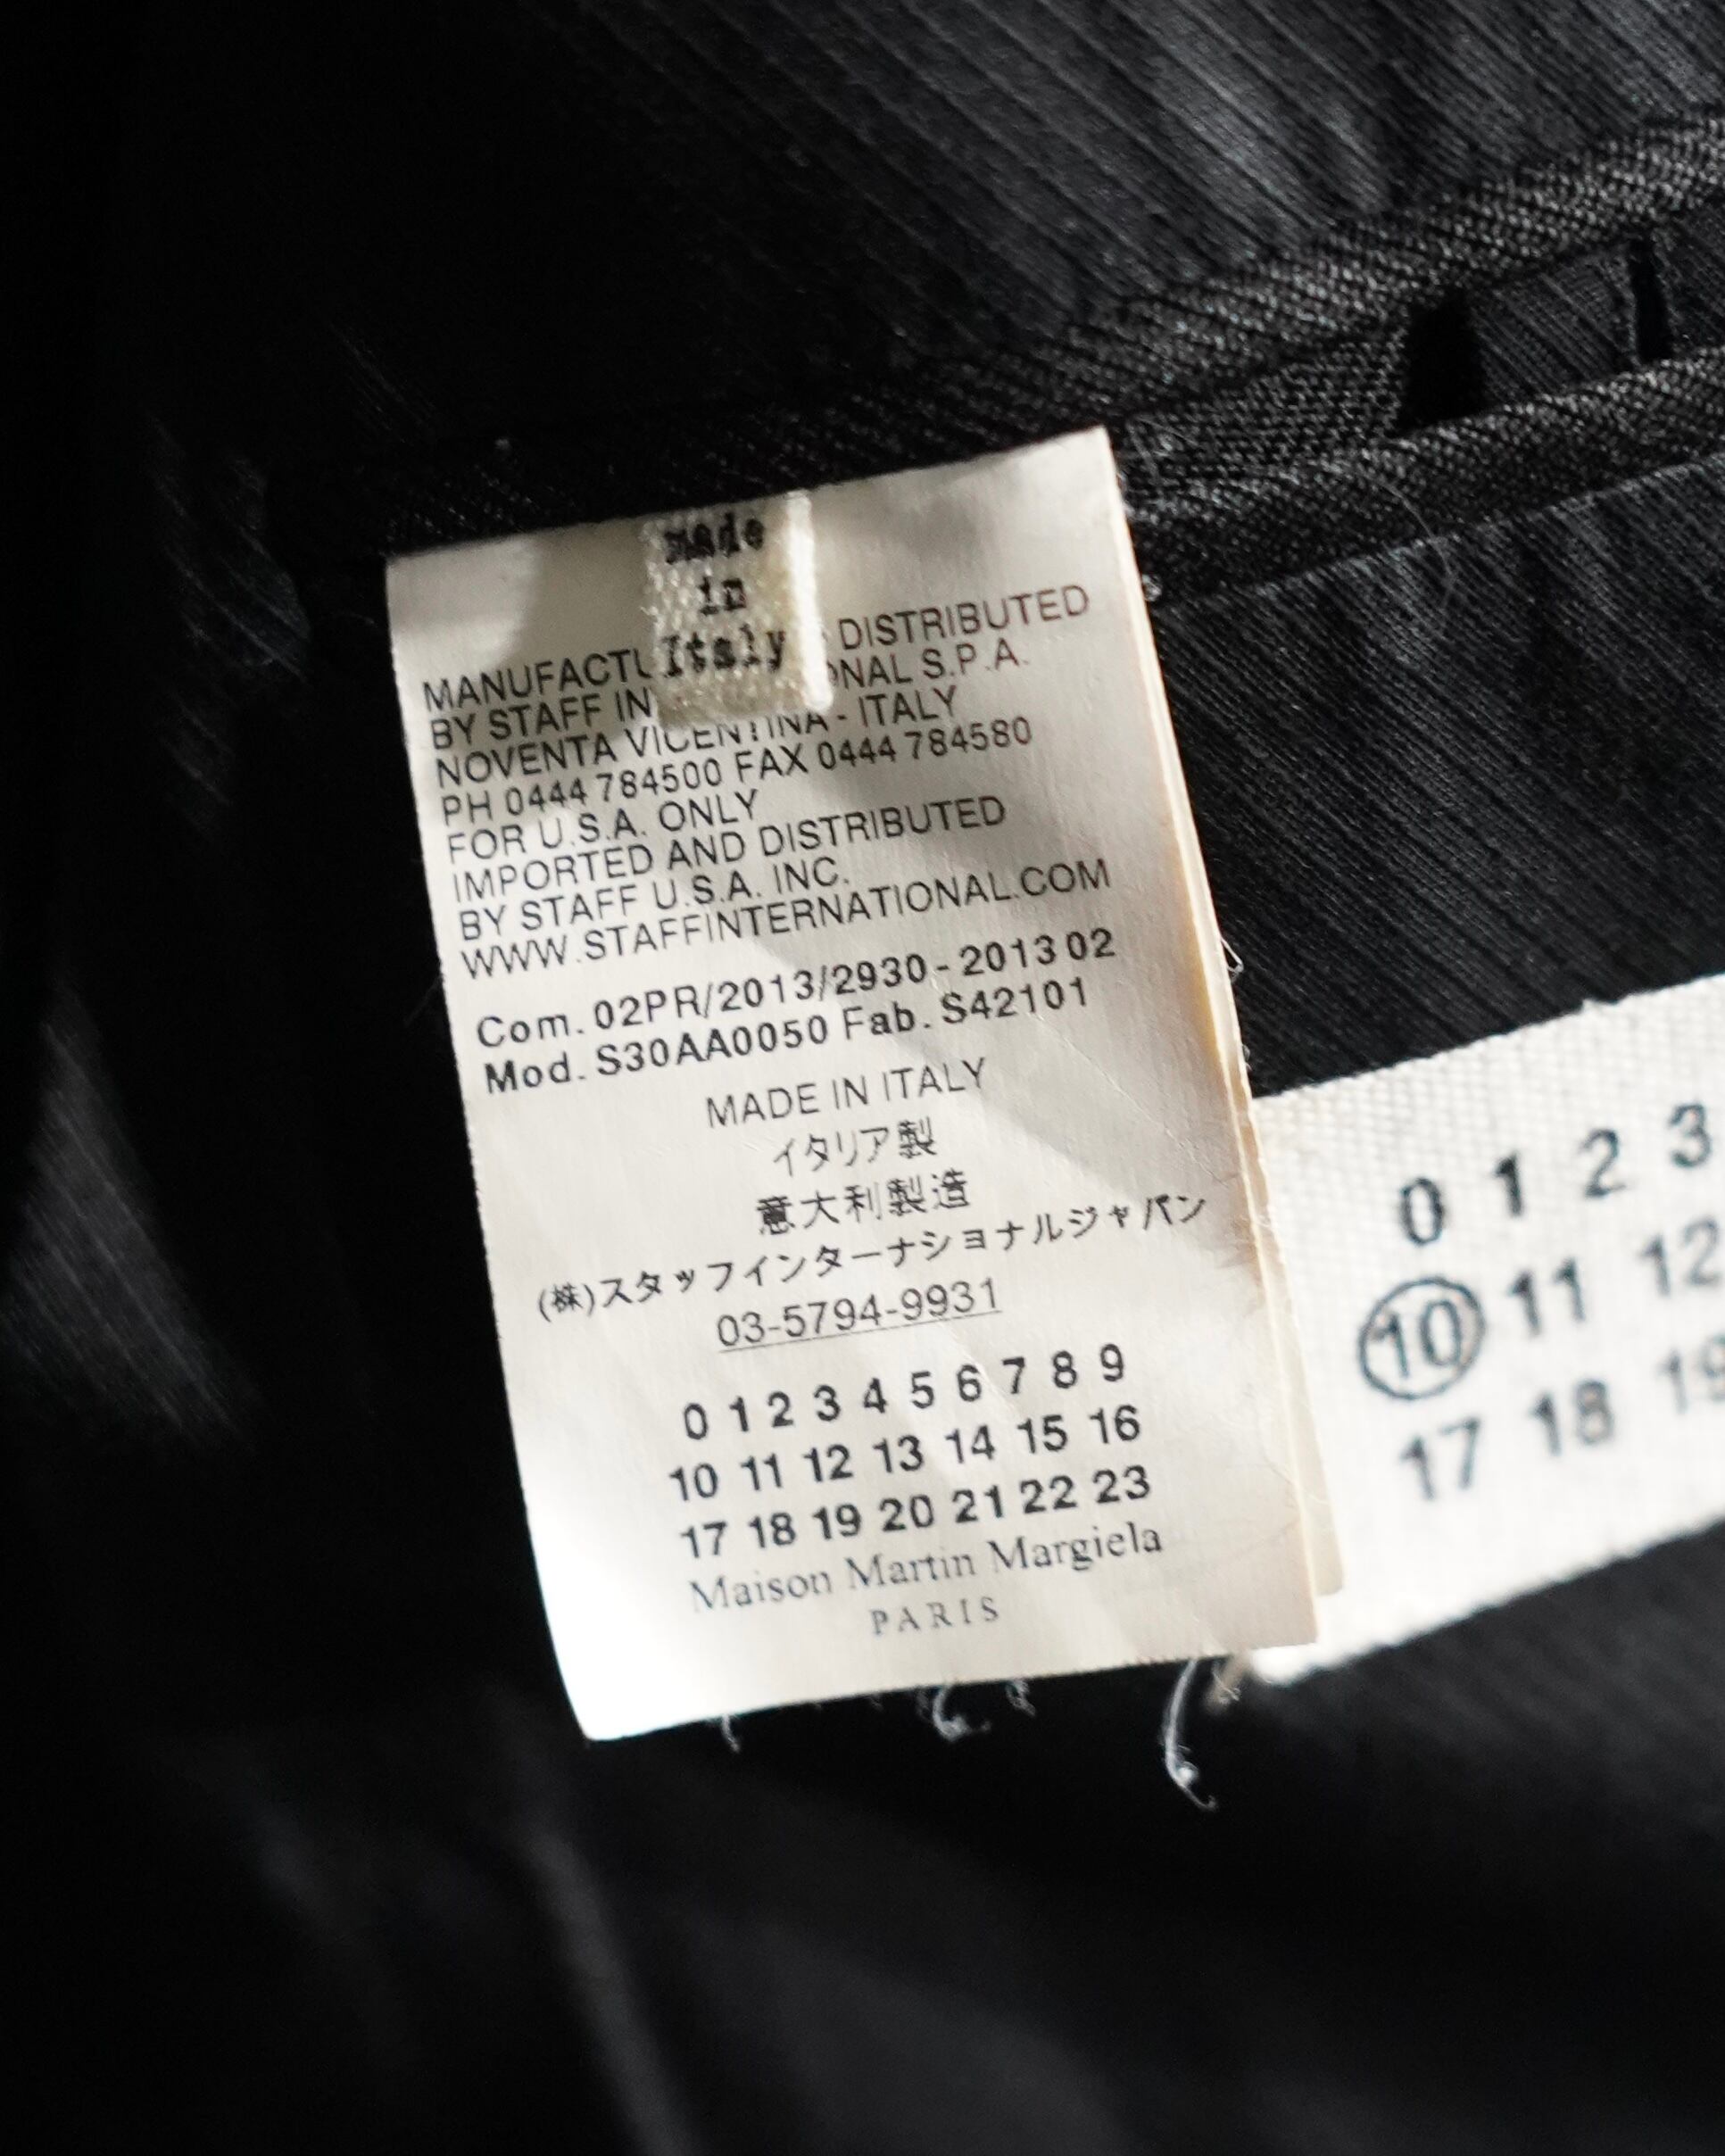 made
in
Italy
MANUFACTU DISTRIBUTED
BY STAFF IN ONAL S.P.A.
NOVENTA VICENTINA - ITALY
PH 0444 784500 FAX 0444 784580
FOR U.S.A. ONLY
IMPORTED AND DISTRIBUTED
BY STAFF U.S.A. INC.
WWW.STAFFINTERNATIONAL.COM
Com. 02PR/2013/2930 - 2013 02
Mod. S30AA0050 Fab. S42101
MADE IN ITALY
イタリア製
意大利製造
(株)スタッフインターナショナルジャパン
03-5794-9931
0 1 2 3 4 5 6 7 8 9
10 11 12 13 14 15 16
17 18 19 20 21 22 23
Maison Martin Margiela
PARIS
0 1 2 3
10 11 12
17 18 19